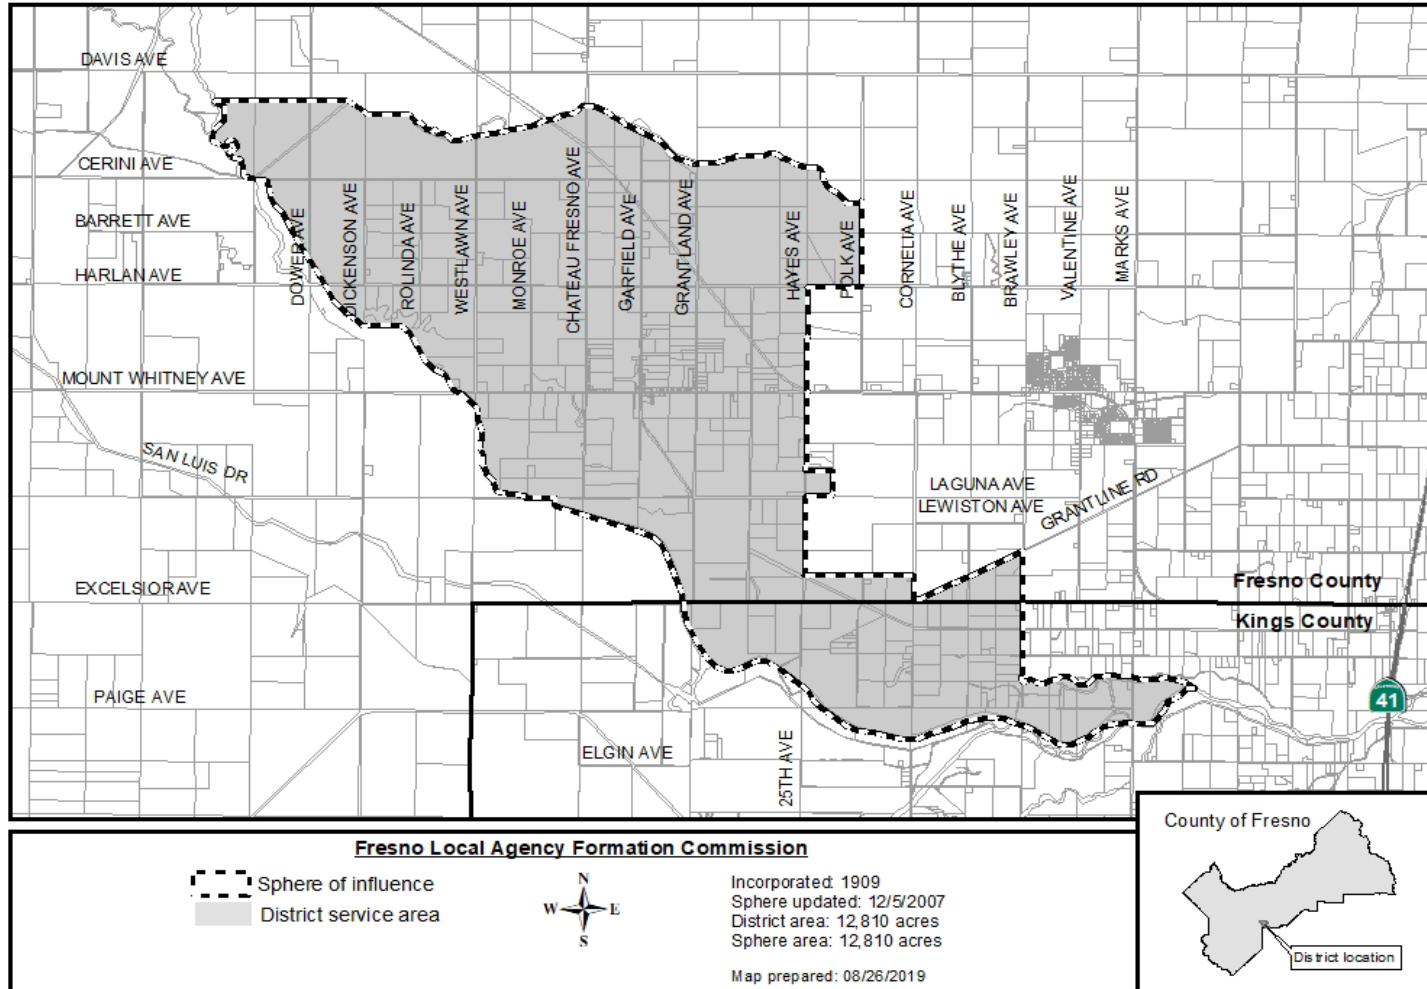 DAVIS AVE
CERINI AVE
BARRETT AVE
HARLAN AVE
DOWER AVE
DICKENSON AVE
ROLINDA AVE
WESTLAWN AVE
MONROE AVE
CHATEAU FRESNO AVE
GARFIELD AVE
GRANTLAND AVE
HAYES AVE
POLK AVE
CORNELIA AVE
BLYTHE AVE
BRAWLEY AVE
VALENTINE AVE
MARKS AVE
MOUNT WHITNEY AVE
SAN LUIS DR
LAGUNA AVE
LEWISTON AVE
GRANTLINE RD
EXCELSIOR AVE
Fresno County
Kings County
PAIGE AVE
41
ELGIN AVE
25TH AVE
Fresno Local Agency Formation Commission
Sphere of influence
District service area
N
W E
S
Incorporated: 1909
Sphere updated: 12/5/2007
District area: 12,810 acres
Sphere area: 12,810 acres
Map prepared: 08/26/2019
County of Fresno
District location